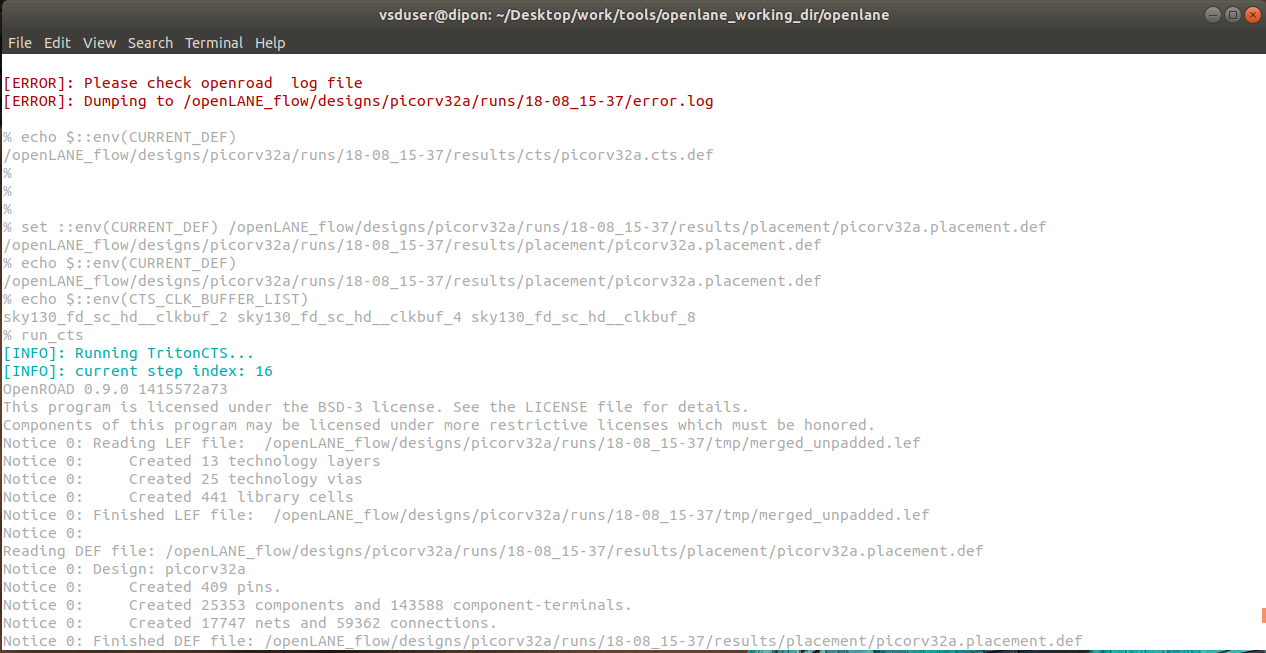 vsduser@dipon: ~/Desktop/work/tools/openlane_working_dir/openlane
File Edit View Search Terminal Help
[ERROR]: Please check openroad  log file
[ERROR]: Dumping to /openLANE_flow/designs/picorv32a/runs/18-08_15-37/error.log
% echo $::env(CURRENT_DEF)
/openLANE_flow/designs/picorv32a/runs/18-08_15-37/results/cts/picorv32a.cts.def
%
%
%
% set ::env(CURRENT_DEF) /openLANE_flow/designs/picorv32a/runs/18-08_15-37/results/placement/picorv32a.placement.def
/openLANE_flow/designs/picorv32a/runs/18-08_15-37/results/placement/picorv32a.placement.def
% echo $::env(CURRENT_DEF)
/openLANE_flow/designs/picorv32a/runs/18-08_15-37/results/placement/picorv32a.placement.def
% echo $::env(CTS_CLK_BUFFER_LIST)
sky130_fd_sc_hd__clkbuf_2 sky130_fd_sc_hd__clkbuf_4 sky130_fd_sc_hd__clkbuf_8
% run_cts
[INFO]: Running TritonCTS...
[INFO]: current step index: 16
OpenROAD 0.9.0 1415572a73
This program is licensed under the BSD-3 license. See the LICENSE file for details.
Components of this program may be licensed under more restrictive licenses which must be honored.
Notice 0: Reading LEF file:  /openLANE_flow/designs/picorv32a/runs/18-08_15-37/tmp/merged_unpadded.lef
Notice 0:     Created 13 technology layers
Notice 0:     Created 25 technology vias
Notice 0:     Created 441 library cells
Notice 0: Finished LEF file:  /openLANE_flow/designs/picorv32a/runs/18-08_15-37/tmp/merged_unpadded.lef
Notice 0:
Reading DEF file: /openLANE_flow/designs/picorv32a/runs/18-08_15-37/results/placement/picorv32a.placement.def
Notice 0: Design: picorv32a
Notice 0:     Created 409 pins.
Notice 0:     Created 25353 components and 143588 component-terminals.
Notice 0:     Created 17747 nets and 59362 connections.
Notice 0: Finished DEF file: /openLANE_flow/designs/picorv32a/runs/18-08_15-37/results/placement/picorv32a.placement.def